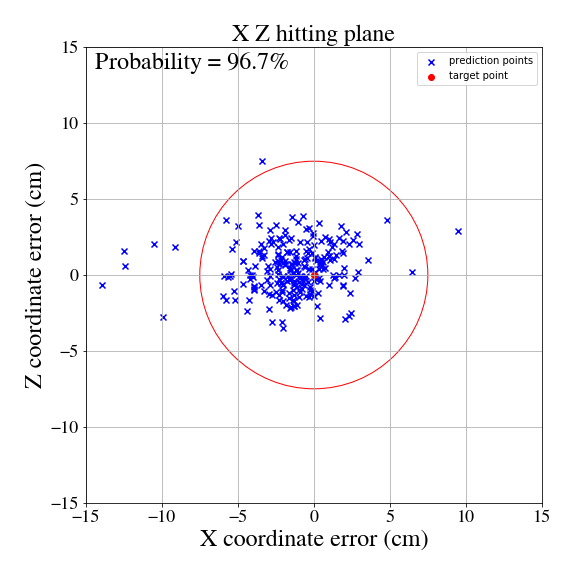 X Z hitting plane
Probability = 96.7%
prediction points
target point
15
10
5
0
−5
−10
−15
Z coordinate error (cm)
−15
−10
−5
0
5
10
15
X coordinate error (cm)